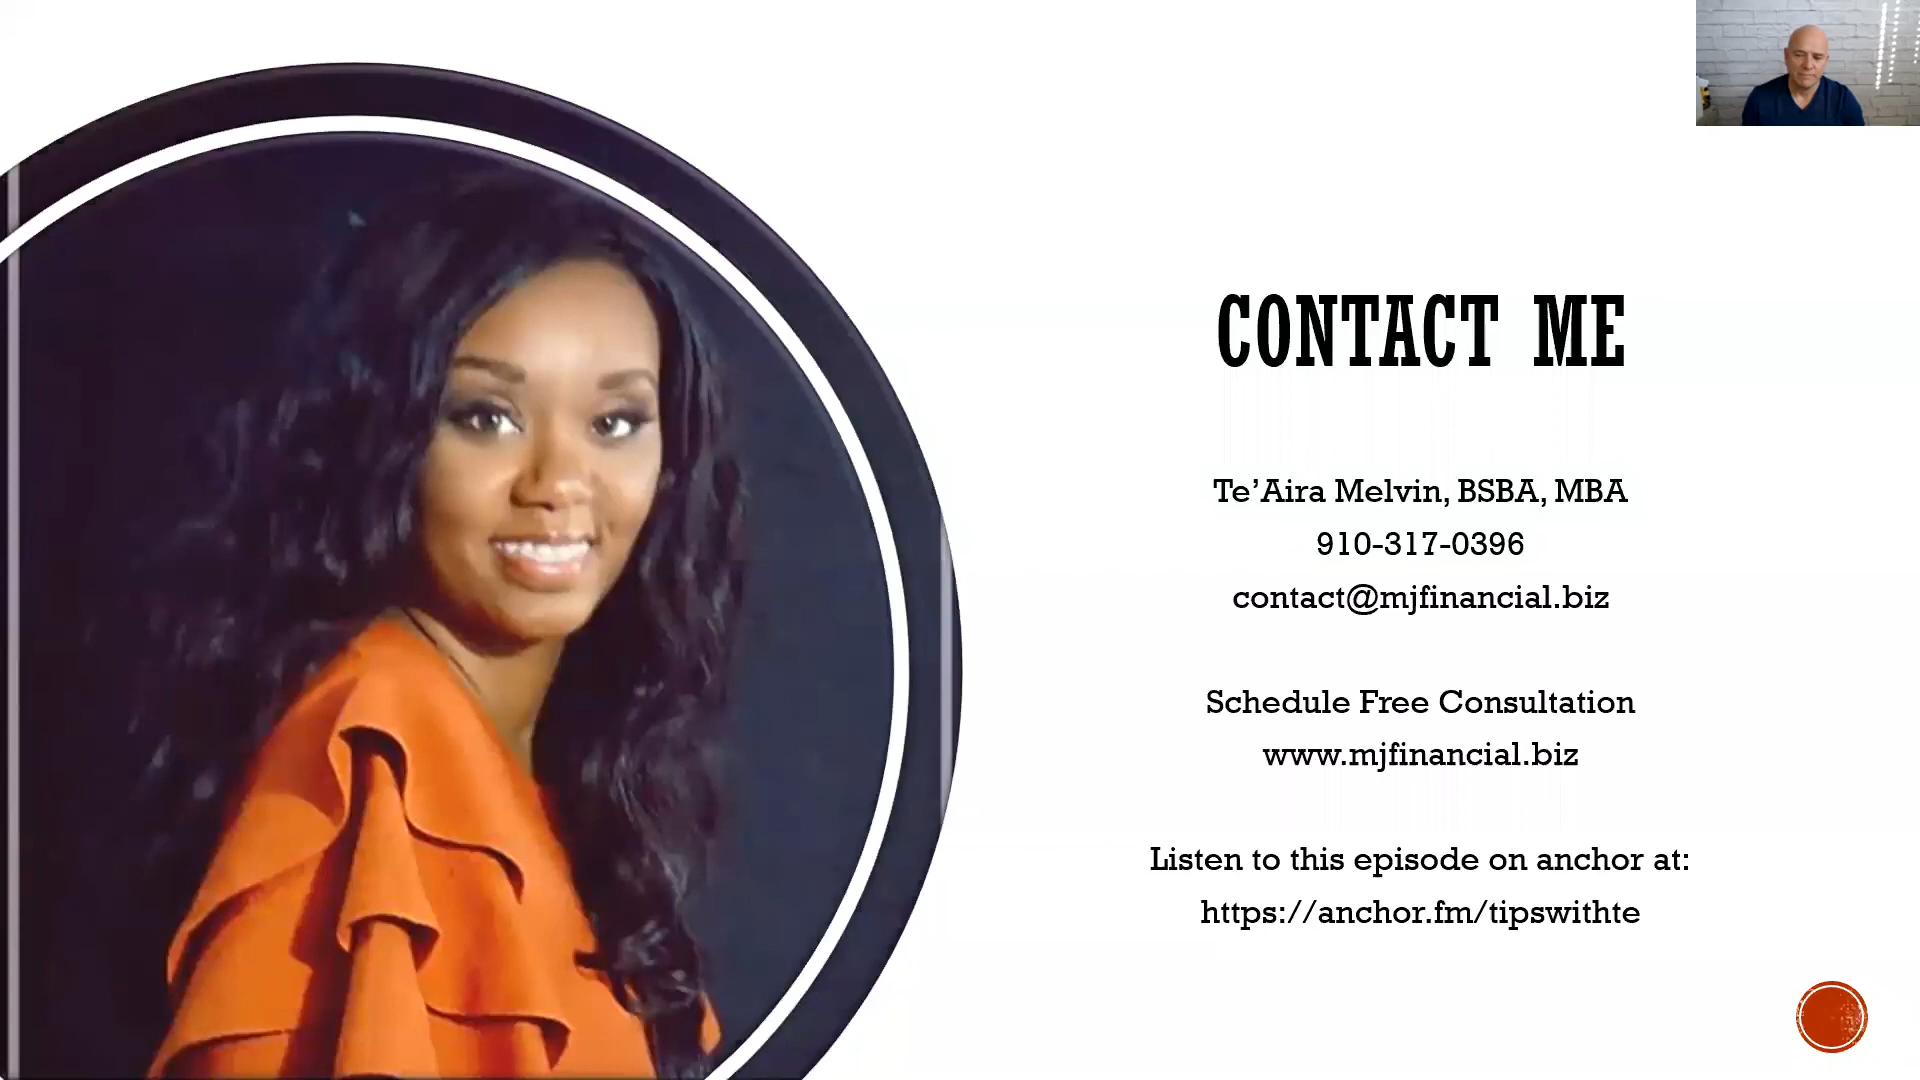 CONTACT ME
Te’Aira Melvin, BSBA, MBA
910-317-0396
contact@mjfinancial.biz
Schedule Free Consultation
www.mjfinancial.biz
Listen to this episode on anchor at:
https://anchor.fm/tipswithte